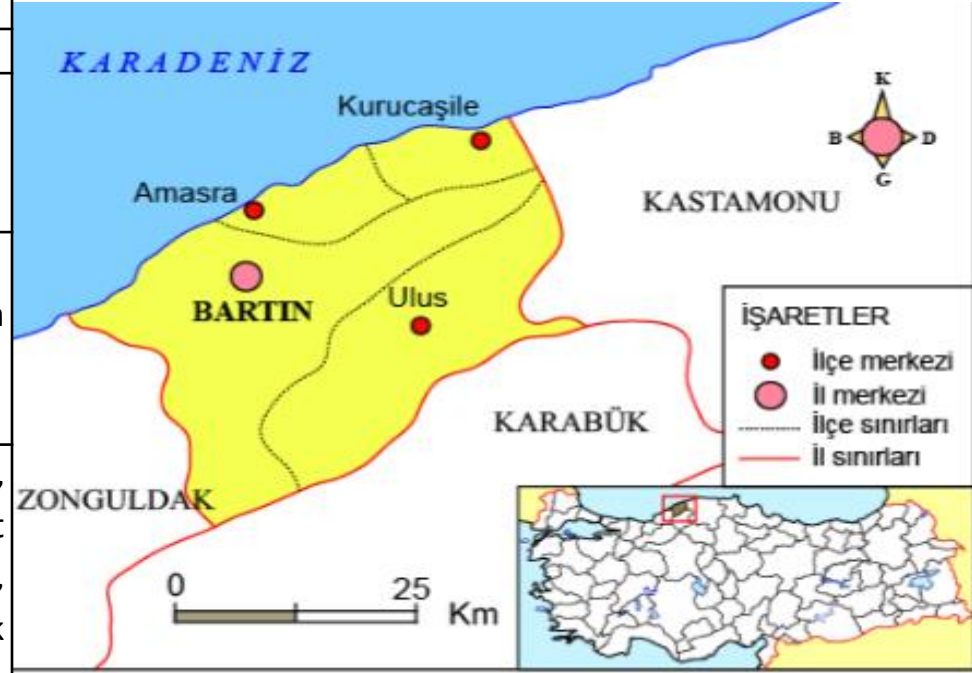 KARADENİZ
Kurucaşile
K
B D
G
Amasra
KASTAMONU
BARTIN
Ulus
İŞARETLER
İlçe merkezi
İl merkezi
İlçe sınırları
İl sınırları
KARABÜK
ZONGULDAK
0 25 Km